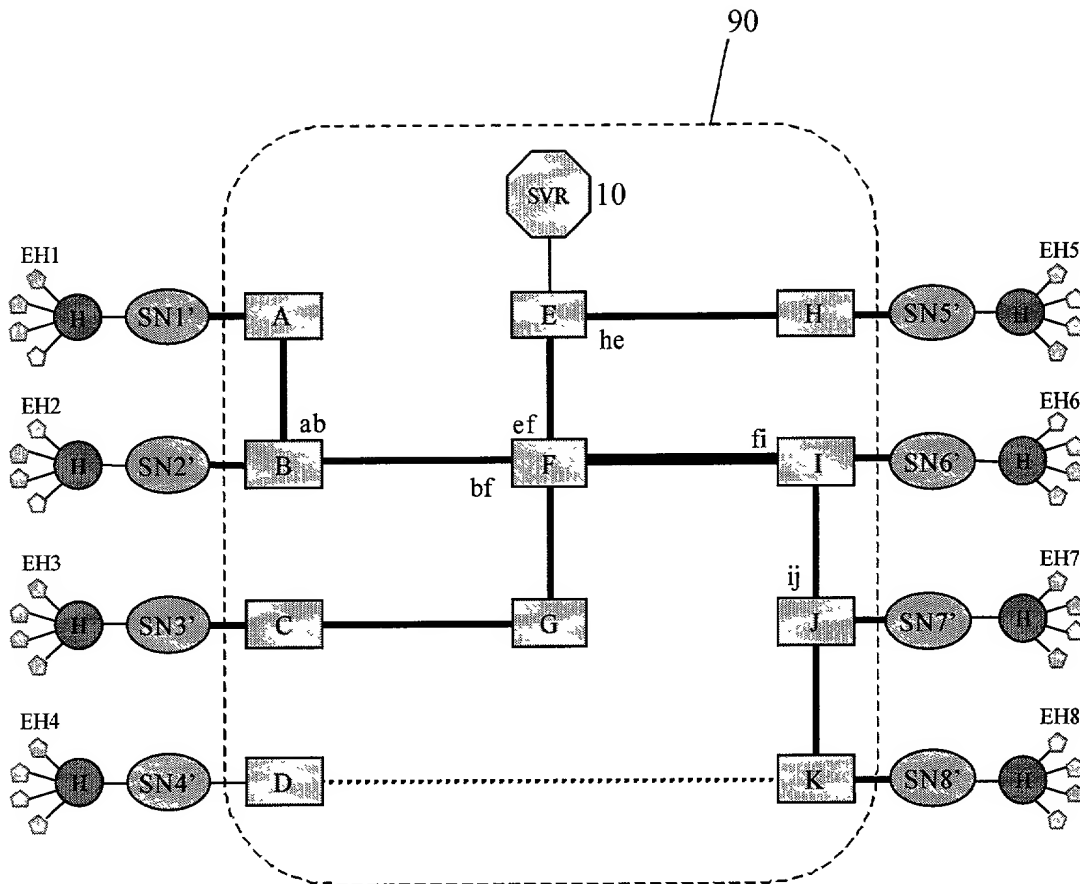 90
SVR 10
EH1 EH5
H SN1' A E H SN5' H
he
EH2 EH6
ab ef fi
H SN2' B F I SN6' H
bf
EH3 EH7
ij
H SN3' C G J SN7' H
EH4 EH8
H SN4' D K SN8' H